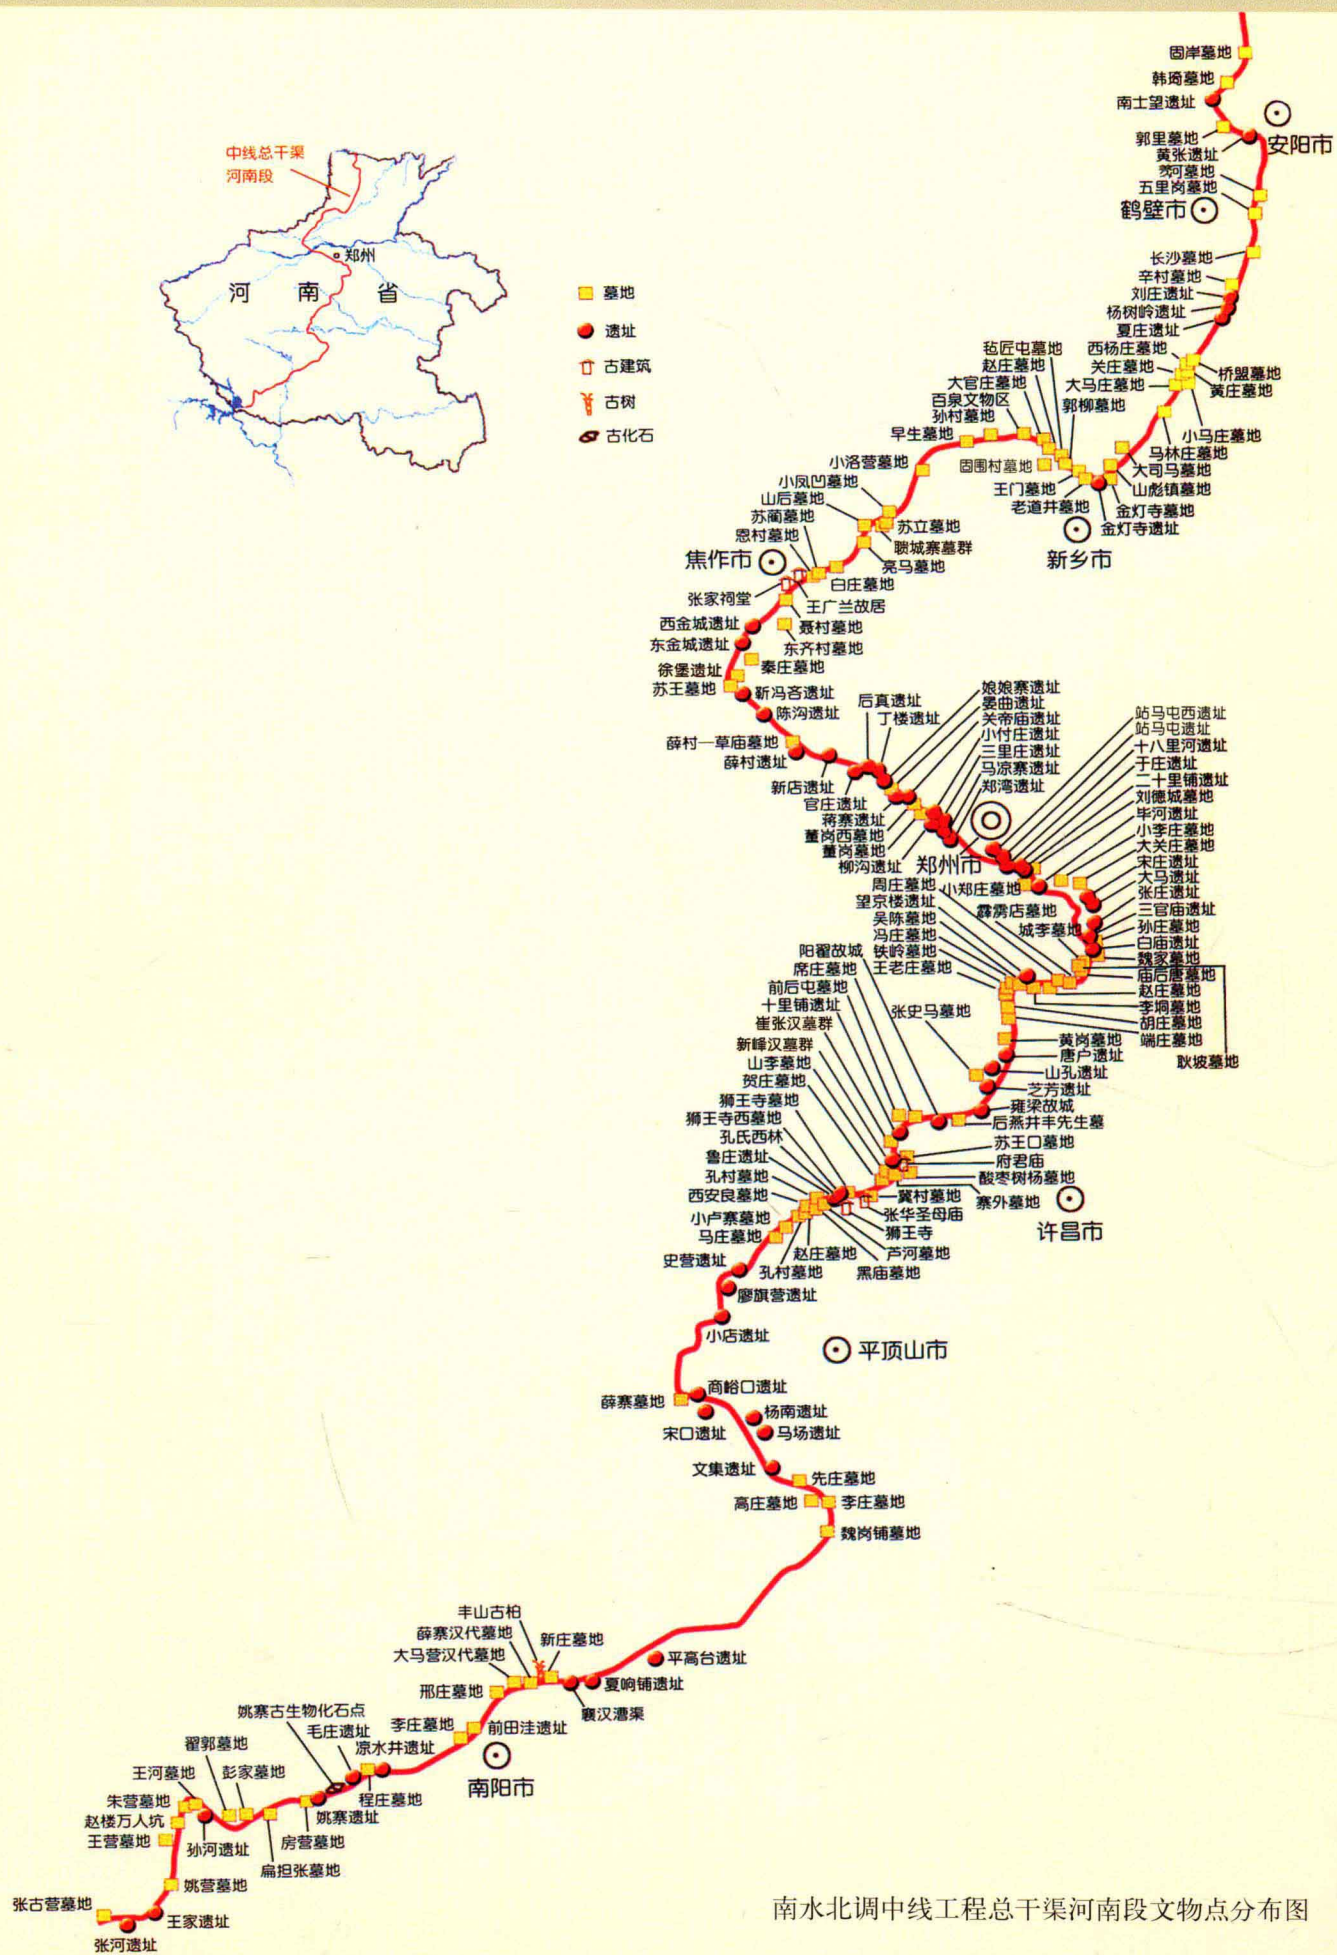 固岸墓地
韩琦墓地
南士望遗址
郭里墓地
安阳市
黄张遗址
五里岗墓地
鹤壁市
中线总干渠
河南段
郑州
河南省
墓地
遗址
古建筑
古树
古化石
长沙墓地
辛村墓地
刘庄遗址
杨树岭遗址
夏庄遗址
西杨庄墓地
关庄墓地
大马庄墓地
桥盟墓地
黄庄墓地
毡匠屯墓地
赵庄墓地
大官庄墓地
百泉文物区
孙村墓地
早生墓地
郭柳墓地
小马庄墓地
马林庄墓地
大司马墓地
山彪镇墓地
金灯寺墓地
金灯寺遗址
小洛营墓地
固围村墓地
王门墓地
老道井墓地
新乡市
小凤凹墓地
山后墓地
苏蔺墓地
恩村墓地
苏立墓地
聩城寨墓群
亮马墓地
焦作市
白庄墓地
张家祠堂
王广兰故居
西金城遗址
聂村墓地
东金城遗址
东齐村墓地
徐堡遗址
秦庄墓地
苏王墓地
靳冯吝遗址
陈沟遗址
薛村—草庙墓地
薛村遗址
后真遗址
丁楼遗址
新店遗址
官庄遗址
蒋寨遗址
董岗西墓地
董岗墓地
柳沟遗址
娘娘寨遗址
晏曲遗址
关帝庙遗址
小付庄遗址
三里庄遗址
马凉寨遗址
郑湾遗址
郑州市
站马屯西遗址
站马屯遗址
十八里河遗址
于庄遗址
二十里铺遗址
刘德城墓地
毕河遗址
小李庄墓地
大关庄墓地
宋庄遗址
大马遗址
张庄遗址
三官庙遗址
孙庄墓地
白庙遗址
魏家墓地
庙后唐墓地
赵庄墓地
李垌墓地
胡庄墓地
端庄墓地
耿坡墓地
周庄墓地
小郑庄墓地
望京楼遗址
霹雳店墓地
吴陈墓地
城李墓地
冯庄墓地
铁岭墓地
王老庄墓地
阳翟故城
席庄墓地
前后屯墓地
十里铺遗址
崔张汉墓群
新峰汉墓群
山李墓地
贺庄墓地
狮王寺墓地
狮王寺西墓地
孔氏西林
鲁庄遗址
孔村墓地
西安良墓地
小卢寨墓地
马庄墓地
张史马墓地
黄岗墓地
唐户遗址
山孔遗址
芝芳遗址
雍梁故城
后燕井丰先生墓
苏王口墓地
府君庙
酸枣树杨墓地
寨外墓地
冀村墓地
张华圣母庙
狮王寺
芦河墓地
黑庙墓地
赵庄墓地
孔村墓地
许昌市
史营遗址
廖旗营遗址
小店遗址
平顶山市
薛寨墓地
商峪口遗址
宋口遗址
杨南遗址
马场遗址
文集遗址
先庄墓地
高庄墓地
李庄墓地
魏岗铺墓地
丰山古柏
薛寨汉代墓地
大马营汉代墓地
新庄墓地
平高台遗址
夏响铺遗址
襄汉漕渠
邢庄墓地
李庄墓地
前田洼遗址
南阳市
姚寨古生物化石点
毛庄遗址
凉水井遗址
程庄墓地
姚寨遗址
翟郭墓地
彭家墓地
王河墓地
朱营墓地
赵楼万人坑
王营墓地
孙河遗址
房营墓地
扁担张墓地
姚营墓地
张古营墓地
王家遗址
张河遗址
南水北调中线工程总干渠河南段文物点分布图